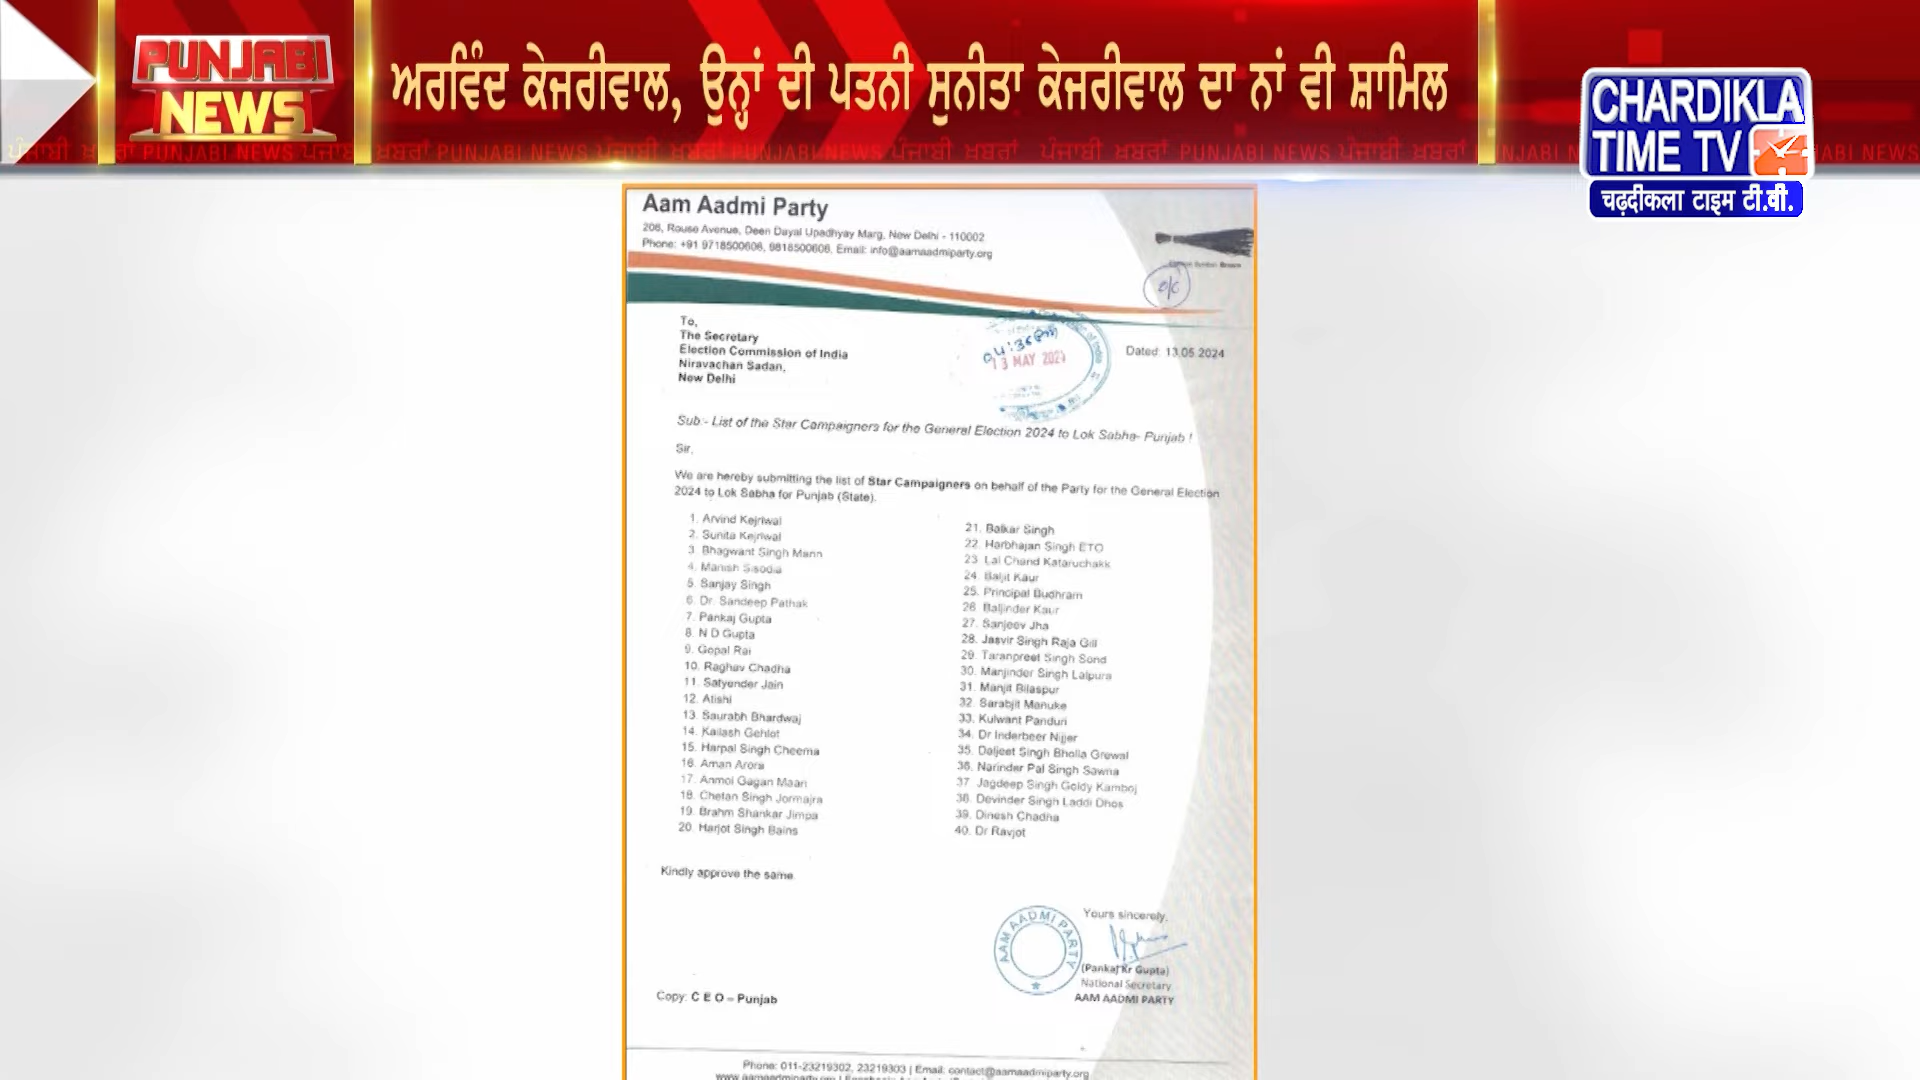 PUNJABI
NEWS
ਅਰਵਿੰਦ ਕੇਜਰੀਵਾਲ, ਉਨ੍ਹਾਂ ਦੀ ਪਤਨੀ ਸੁਨੀਤਾ ਕੇਜਰੀਵਾਲ ਦਾ ਨਾਂ ਵੀ ਸ਼ਾਮਿਲ
CHARDIKLA
TIME TV
चढ़दीकला टाइम टी.वी.
ਪੰਜਾਬੀ ਖ਼ਬਰਾਂ PUNJABI NEWS ਪੰਜਾਬੀ ਖ਼ਬਰਾਂ PUNJABI NEWS ਪੰਜਾਬੀ ਖ਼ਬਰਾਂ ਪੰਜਾਬੀ ਖ਼ਬਰਾਂ PUNJABI NEWS ਪੰਜਾਬੀ ਖ਼ਬਰਾਂ
Aam Aadmi Party
206, Rouse Avenue, Deen Dayal Upadhyay Marg, New Delhi - 110002
Phone: +91 9718500606, 9818500606, Email: info@aamaadmiparty.org
o/c
To,
The Secretary
Election Commission of India
Niravachan Sadan,
New Delhi
13 MAY 2024
Dated: 13.05.2024
Sub:- List of the Star Campaigners for the General Election 2024 to Lok Sabha- Punjab !
Sir,
We are hereby submitting the list of Star Campaigners on behalf of the Party for the General Election
2024 to Lok Sabha for Punjab (State).
1. Arvind Kejriwal
2. Sunita Kejriwal
3. Bhagwant Singh Mann
4. Manish Sisodia
5. Sanjay Singh
6. Dr. Sandeep Pathak
7. Pankaj Gupta
8. N D Gupta
9. Gopal Rai
10. Raghav Chadha
11. Satyender Jain
12. Atishi
13. Saurabh Bhardwaj
14. Kailash Gehlot
15. Harpal Singh Cheema
16. Aman Arora
17. Anmol Gagan Maan
18. Chetan Singh Jormajra
19. Brahm Shankar Jimpa
20. Harjot Singh Bains
21. Balkar Singh
22. Harbhajan Singh ETO
23. Lal Chand Kataruchakk
24. Baljit Kaur
25. Principal Budhram
26. Baljinder Kaur
27. Sanjeev Jha
28. Jasvir Singh Raja Gill
29. Taranpreet Singh Sond
30. Manjinder Singh Lalpura
31. Manjit Bilaspur
32. Sarabjit Manuke
33. Kulwant Panduri
34. Dr Inderbeer Nijjer
35. Daljeet Singh Bholla Grewal
36. Narinder Pal Singh Sawna
37. Jagdeep Singh Goldy Kamboj
38. Devinder Singh Laddi Dhos
39. Dinesh Chadha
40. Dr Ravjot
Kindly approve the same.
Yours sincerely,
AAM AADMI PARTY
(Pankaj Kr Gupta)
National Secretary
AAM AADMI PARTY
Copy: C E O – Punjab
Phone: 011-23219302, 23219303 | Email: contact@aamaadmiparty.org